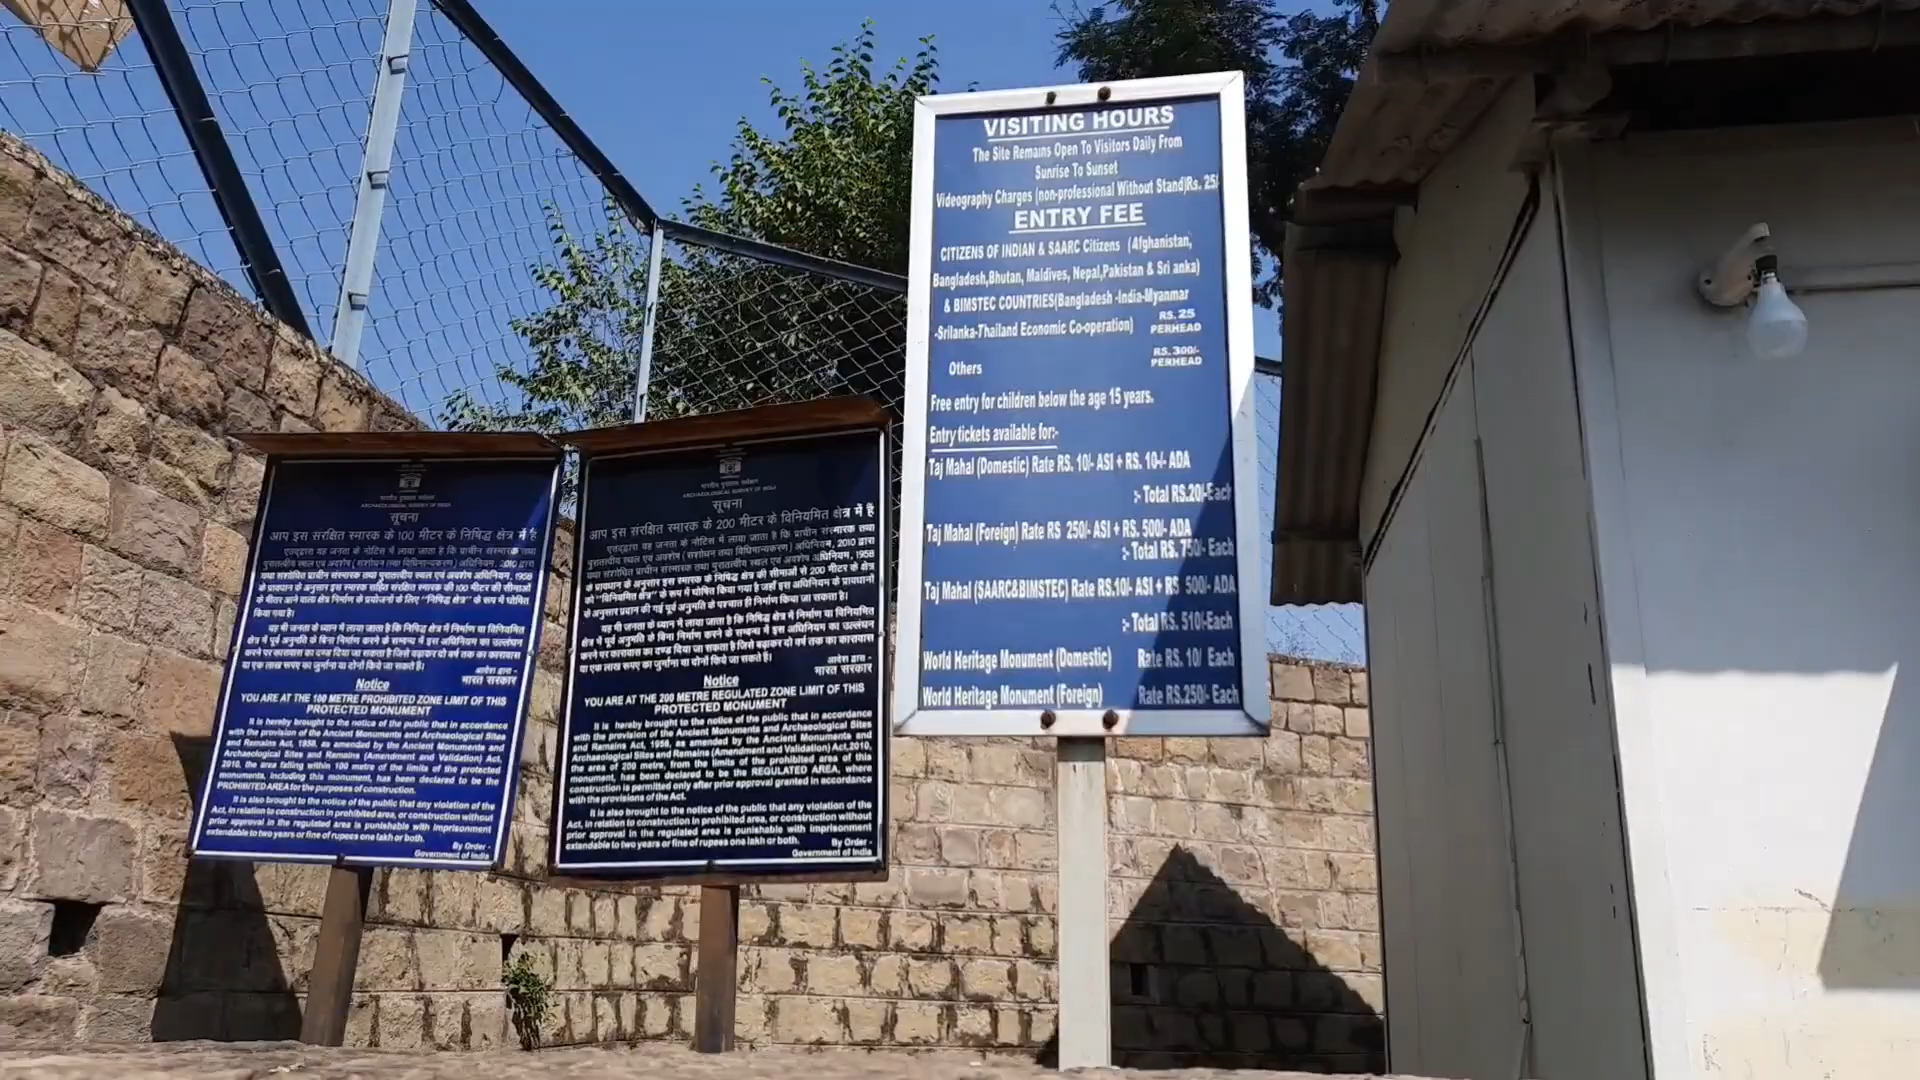 ARCHAEOLOGICAL SURVEY OF INDIA
सूचना
आप इस संरक्षित स्मारक के 100 मीटर के निषिद्ध क्षेत्र में है
एतद्द्वारा यह जनता के नोटिस में लाया जाता है कि प्राचीन संस्मारक तथा
पुरातत्वीय स्थल एवं अवशेष (संशोधन तथा विधिमान्यकरण) अधिनियम, 2010 द्वारा
यथा संशोधित प्राचीन संस्मारक तथा पुरातत्वीय स्थल एवं अवशेष अधिनियम, 1958
के प्रावधान के अनुसार इस स्मारक सहित संरक्षित स्मारक की 100 मीटर की सीमाओं
के भीतर आने वाला क्षेत्र निर्माण के प्रयोजनों के लिए "निषिद्ध क्षेत्र" के रूप में घोषित
किया गया है।
यह भी जनता के ध्यान में लाया जाता है कि निषिद्ध क्षेत्र में निर्माण या विनियमित
क्षेत्र में पूर्व अनुमति के बिना निर्माण करने के सम्बन्ध में इस अधिनियम का उल्लंघन
करने पर कारावास का दण्ड दिया जा सकता है जिसे बढ़ाकर दो वर्ष तक का कारावास
या एक लाख रूपए का जुर्माना या दोनों किये जा सकते हैं।
आदेश द्वारा -
भारत सरकार
Notice
YOU ARE AT THE 100 METRE PROHIBITED ZONE LIMIT OF THIS
PROTECTED MONUMENT
It is hereby brought to the notice of the public that in accordance
with the provision of the Ancient Monuments and Archaeological Sites
and Remains Act, 1958, as amended by the Ancient Monuments and
Archaeological Sites and Remains (Amendment and Validation) Act,
2010, the area falling within 100 metre of the limits of the protected
monuments, including this monument, has been declared to be the
PROHIBITED AREA for the purposes of construction.
It is also brought to the notice of the public that any violation of the
Act, in relation to construction in prohibited area, or construction without
prior approval in the regulated area is punishable with imprisonment
extendable to two years or fine of rupees one lakh or both.
By Order -
Government of India
ARCHAEOLOGICAL SURVEY OF INDIA
सूचना
आप इस संरक्षित स्मारक के 200 मीटर के विनियमित क्षेत्र में है
एतद्द्वारा यह जनता के नोटिस में लाया जाता है कि प्राचीन संस्मारक तथा
पुरातत्वीय स्थल एवं अवशेष (संशोधन तथा विधिमान्यकरण) अधिनियम, 2010 द्वारा
यथा संशोधित प्राचीन संस्मारक तथा पुरातत्वीय स्थल एवं अवशेष अधिनियम, 1958
के प्रावधान के अनुसार इस स्मारक के निषिद्ध क्षेत्र की सीमाओं से 200 मीटर के क्षेत्र
को "विनियमित क्षेत्र" के रूप में घोषित किया गया है जहाँ इस अधिनियम के प्रावधानों
के अनुसार प्रदान की गई पूर्व अनुमति के पश्चात ही निर्माण किया जा सकता है।
यह भी जनता के ध्यान में लाया जाता है कि निषिद्ध क्षेत्र में निर्माण या विनियमित
क्षेत्र में पूर्व अनुमति के बिना निर्माण करने के सम्बन्ध में इस अधिनियम का उल्लंघन
करने पर कारावास का दण्ड दिया जा सकता है जिसे बढ़ाकर दो वर्ष तक का कारावास
या एक लाख रूपए का जुर्माना या दोनों किये जा सकते है।
आदेश द्वारा -
भारत सरकार
Notice
YOU ARE AT THE 200 METRE REGULATED ZONE LIMIT OF THIS
PROTECTED MONUMENT
It is hereby brought to the notice of the public that in accordance
with the provision of the Ancient Monuments and Archaeological Sites
and Remains Act, 1958, as amended by the Ancient Monuments and
Archaeological Sites and Remains (Amendment and Validation) Act,2010,
the area of 200 metre, from the limits of the prohibited area of this
monument, has been declared to be the REGULATED AREA, where
construction is permitted only after prior approval granted in accordance
with the provisions of the Act.
It is also brought to the notice of the public that any violation of the
Act, in relation to construction in prohibited area, or construction without
prior approval in the regulated area is punishable with imprisonment
extendable to two years or fine of rupees one lakh or both.
By Order -
Government of India
VISITING HOURS
The Site Remains Open To Visitors Daily From
Sunrise To Sunset
Videography Charges (non-professional Without Stand)Rs. 25/
ENTRY FEE
CITIZENS OF INDIAN & SAARC Citizens (Afghanistan,
Bangladesh,Bhutan, Maldives, Nepal,Pakistan & Sri anka)
& BIMSTEC COUNTRIES(Bangladesh -India-Myanmar
-Srilanka-Thailand Economic Co-operation) RS. 25 PERHEAD
Others RS. 300/- PERHEAD
Free entry for children below the age 15 years.
Entry tickets available for:-
Taj Mahal (Domestic) Rate RS. 10/- ASI + RS. 10-/- ADA
:- Total RS.20/-Each
Taj Mahal (Foreign) Rate RS 250/- ASI + RS. 500/- ADA
:- Total RS. 750/- Each
Taj Mahal (SAARC&BIMSTEC) Rate RS.10/- ASI + RS 500/- ADA
:- Total RS. 510/-Each
World Heritage Monument (Domestic) Rate RS. 10/ Each
World Heritage Monument (Foreign) Rate RS.250/- Each